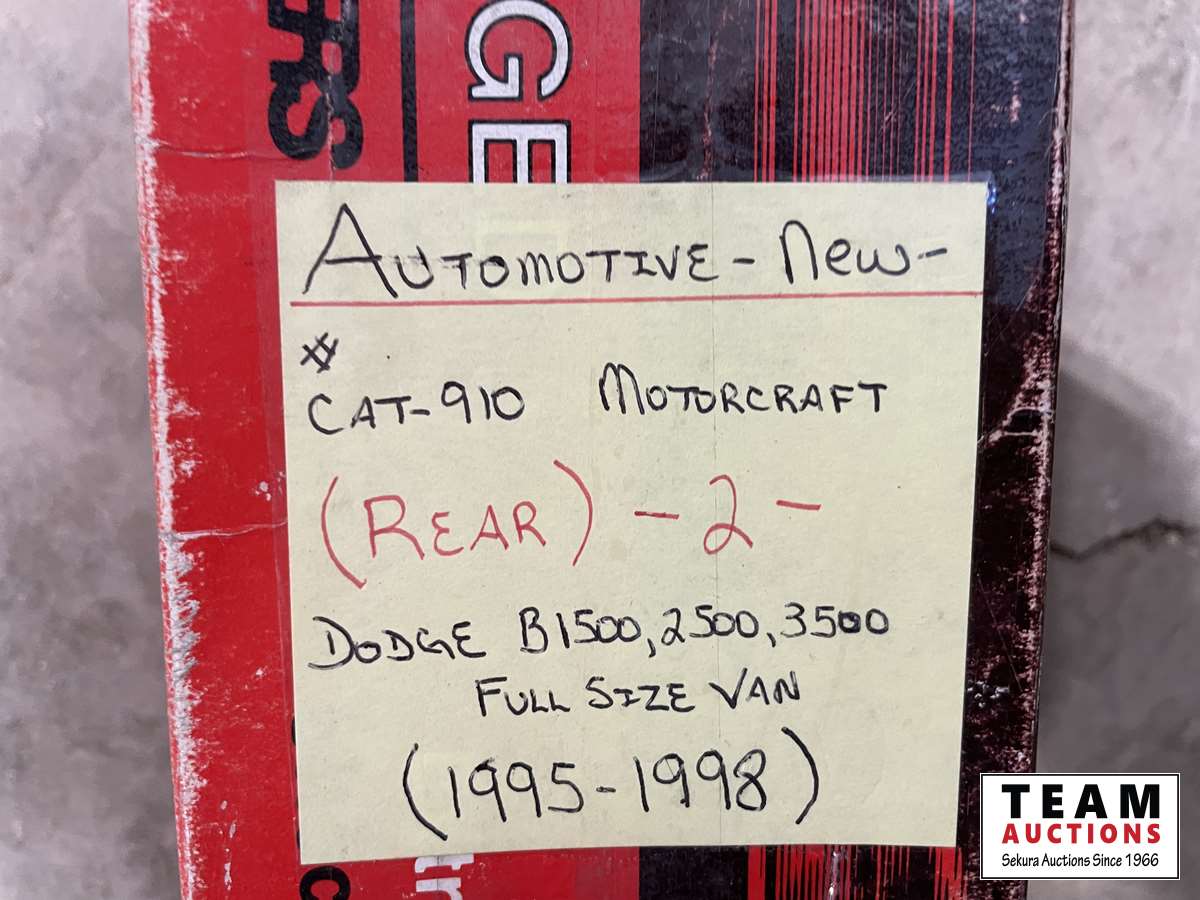 GE
AUTOMOTIVE - New -
#
CAT-910 MOTORCRAFT
(REAR) - 2 -
DODGE B1500, 2500, 3500
FULL SIZE VAN
(1995-1998)
TEAM
AUCTIONS
Sekura Auctions Since 1966